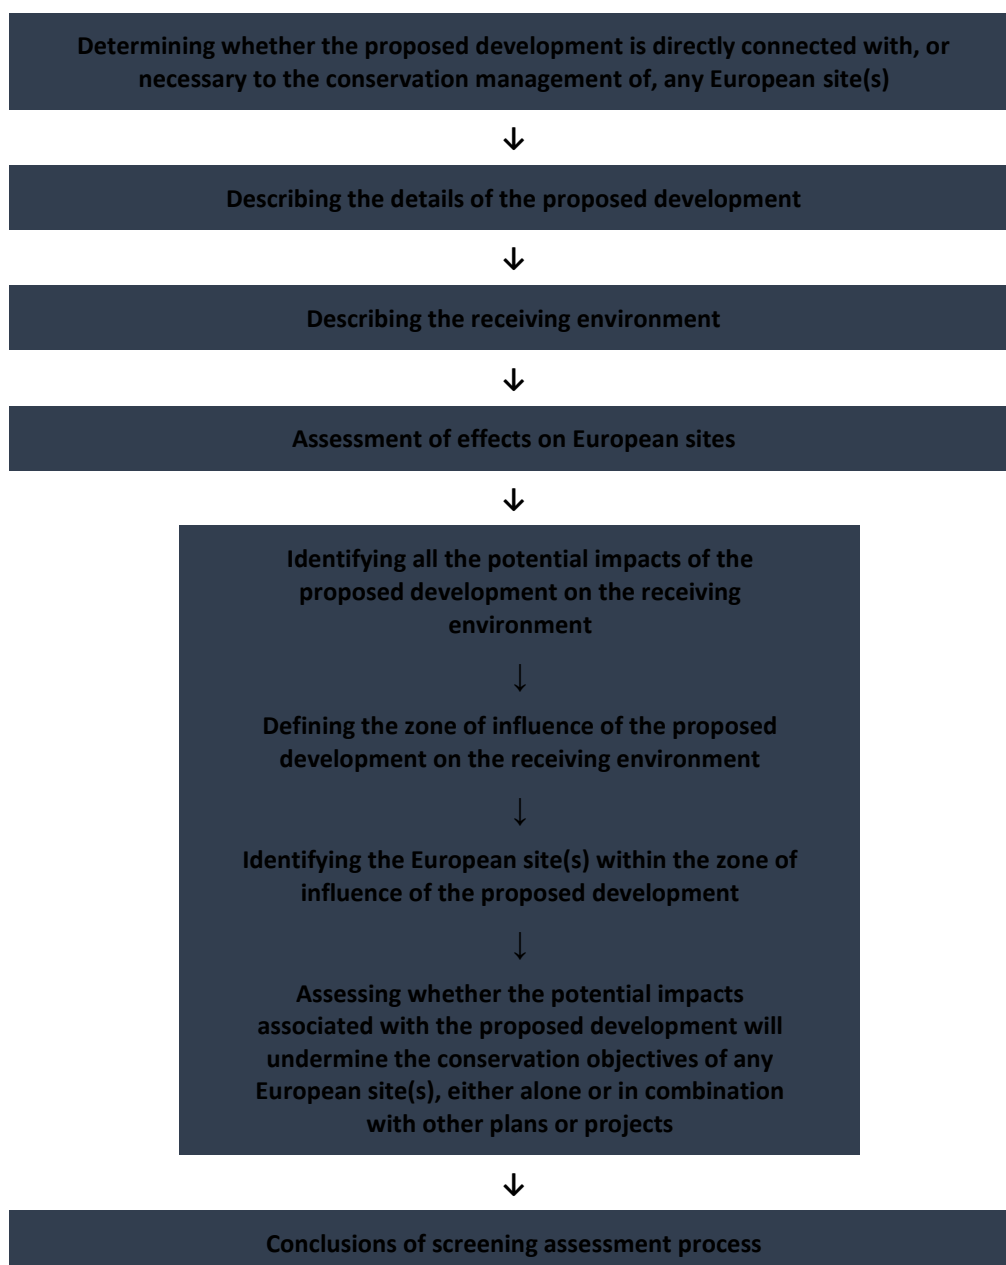 Determining whether the proposed development is directly connected with, or
necessary to the conservation management of, any European site(s)
↓
Describing the details of the proposed development
↓
Describing the receiving environment
↓
Assessment of effects on European sites
↓
Identifying all the potential impacts of the
proposed development on the receiving
environment
↓
Defining the zone of influence of the proposed
development on the receiving environment
↓
Identifying the European site(s) within the zone of
influence of the proposed development
↓
Assessing whether the potential impacts
associated with the proposed development will
undermine the conservation objectives of any
European site(s), either alone or in combination
with other plans or projects
↓
Conclusions of screening assessment process